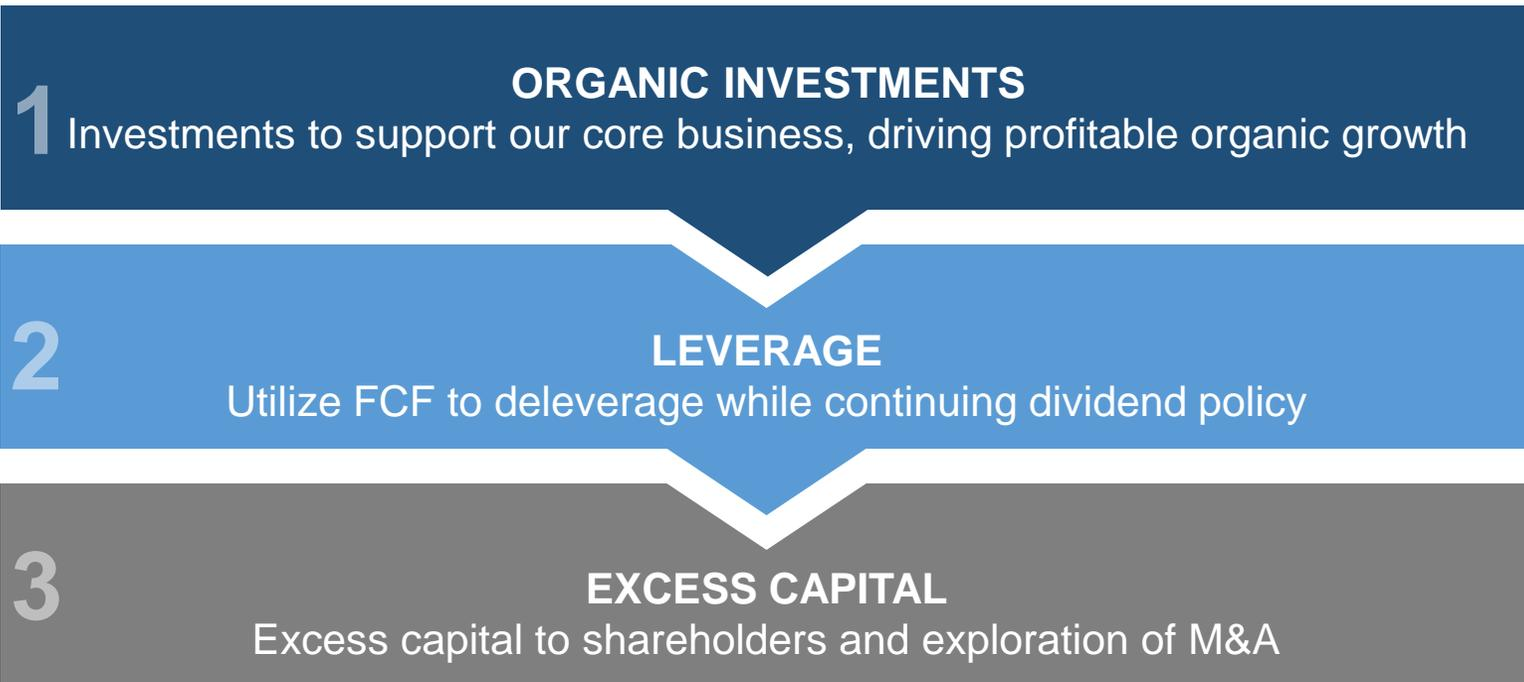 1
ORGANIC INVESTMENTS
Investments to support our core business, driving profitable organic growth
2
LEVERAGE
Utilize FCF to deleverage while continuing dividend policy
3
EXCESS CAPITAL
Excess capital to shareholders and exploration of M&A